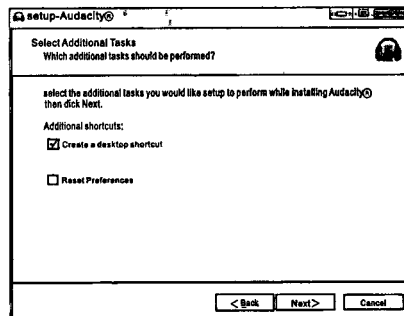 setup-Audacity®
Select Additional Tasks
Which additional tasks should be performed?
select the additional tasks you would like setup to perform while installing Audacity®
then dick Next.
Additional shortcuts:
Create a desktop shortcut
Reset Preferences
< Back Next> Cancel